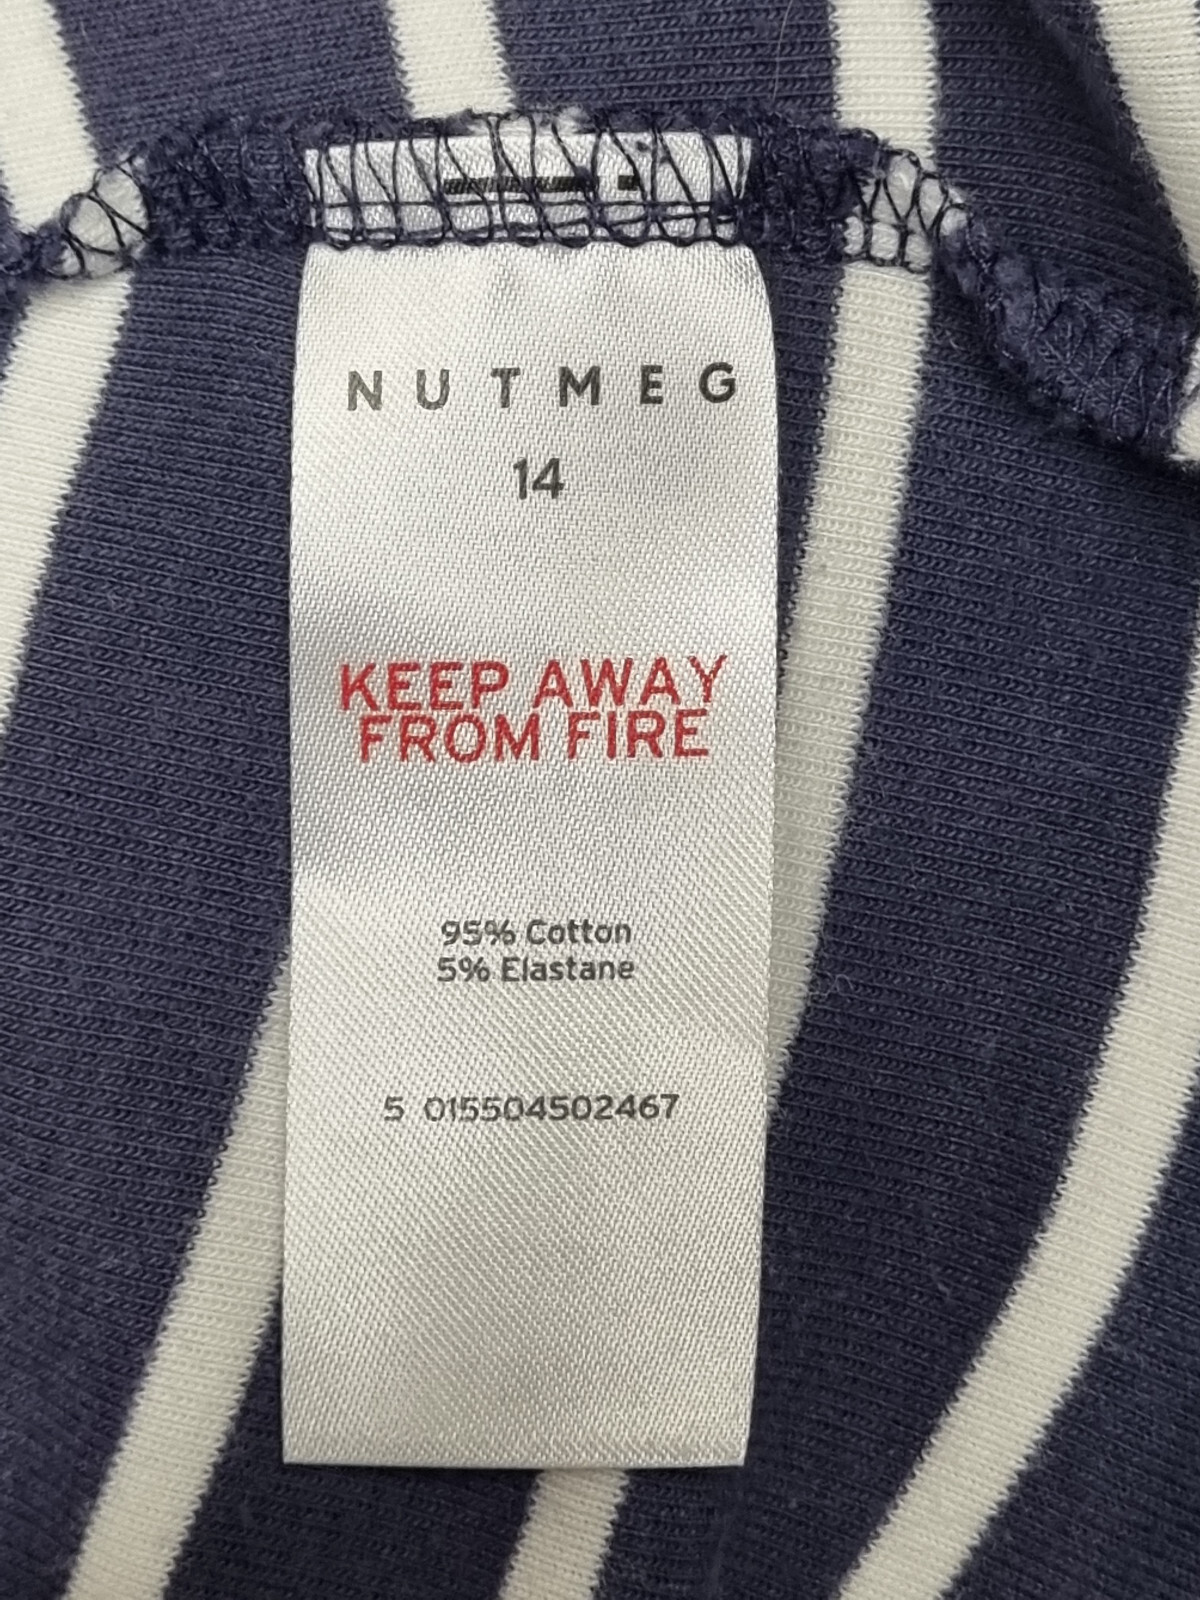 NUTMEG
14
KEEP AWAY
FROM FIRE
95% Cotton
5% Elastane
5 015504502467